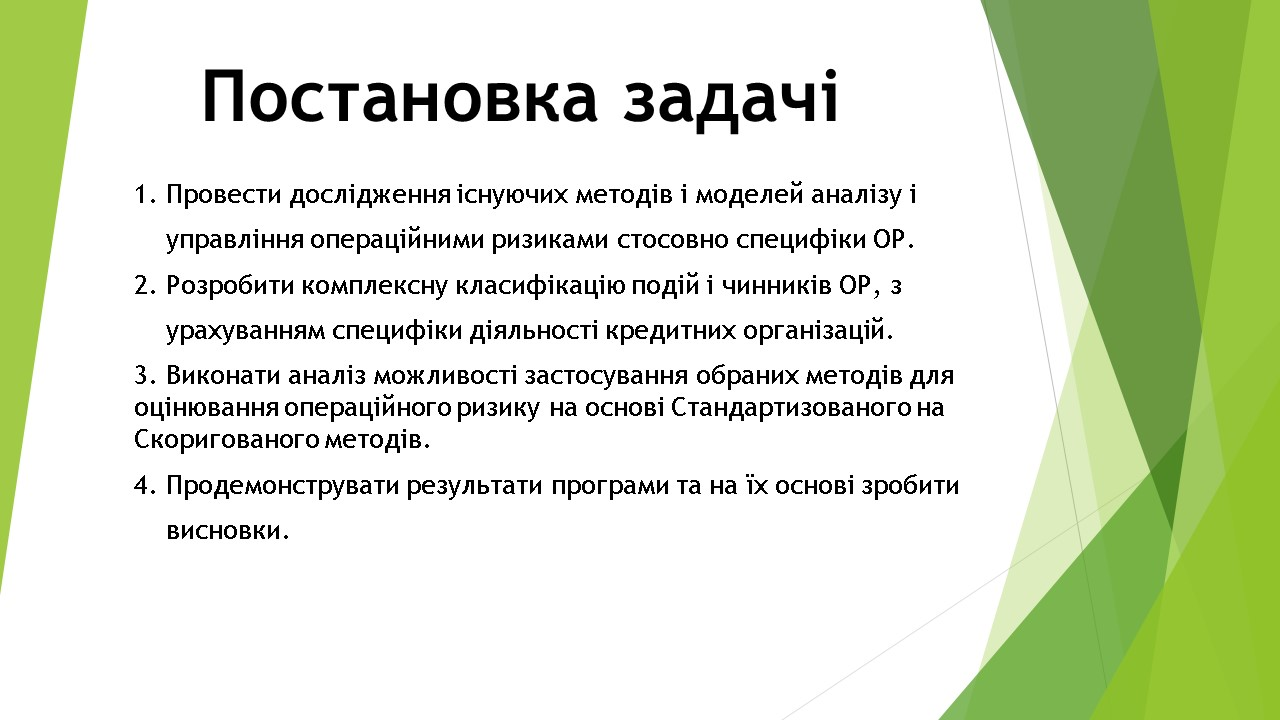 Постановка задачі
1. Провести дослідження існуючих методів і моделей аналізу і
управління операційними ризиками стосовно специфіки ОР.
2. Розробити комплексну класифікацію подій і чинників ОР, з
урахуванням специфіки діяльності кредитних організацій.
3. Виконати аналіз можливості застосування обраних методів для
оцінювання операційного ризику на основі Стандартизованого на
Скоригованого методів.
4. Продемонструвати результати програми та на їх основі зробити
висновки.